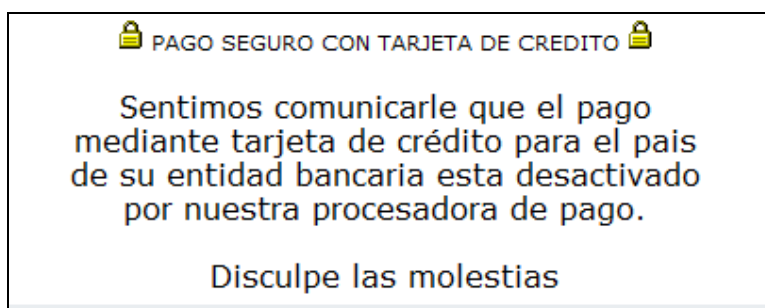 PAGO SEGURO CON TARJETA DE CREDITO
Sentimos comunicarle que el pago
mediante tarjeta de crédito para el pais
de su entidad bancaria esta desactivado
por nuestra procesadora de pago.
Disculpe las molestias